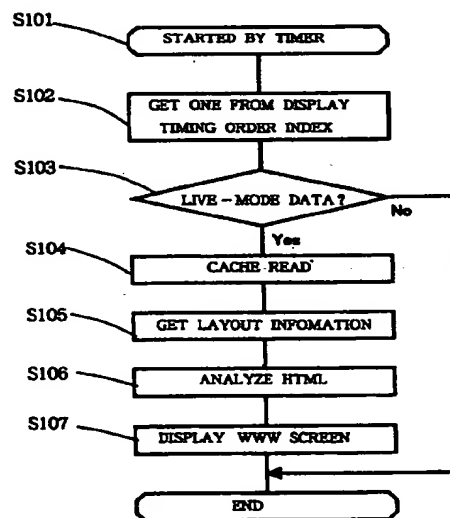 S101
STARTED BY TIMER
S102
GET ONE FROM DISPLAY
TIMING ORDER INDEX
S103
LIVE-MODE DATA?
No
Yes
S104
CACHE READ
S105
GET LAYOUT INFOMATION
S106
ANALYZE HTML
S107
DISPLAY WWW SCREEN
END